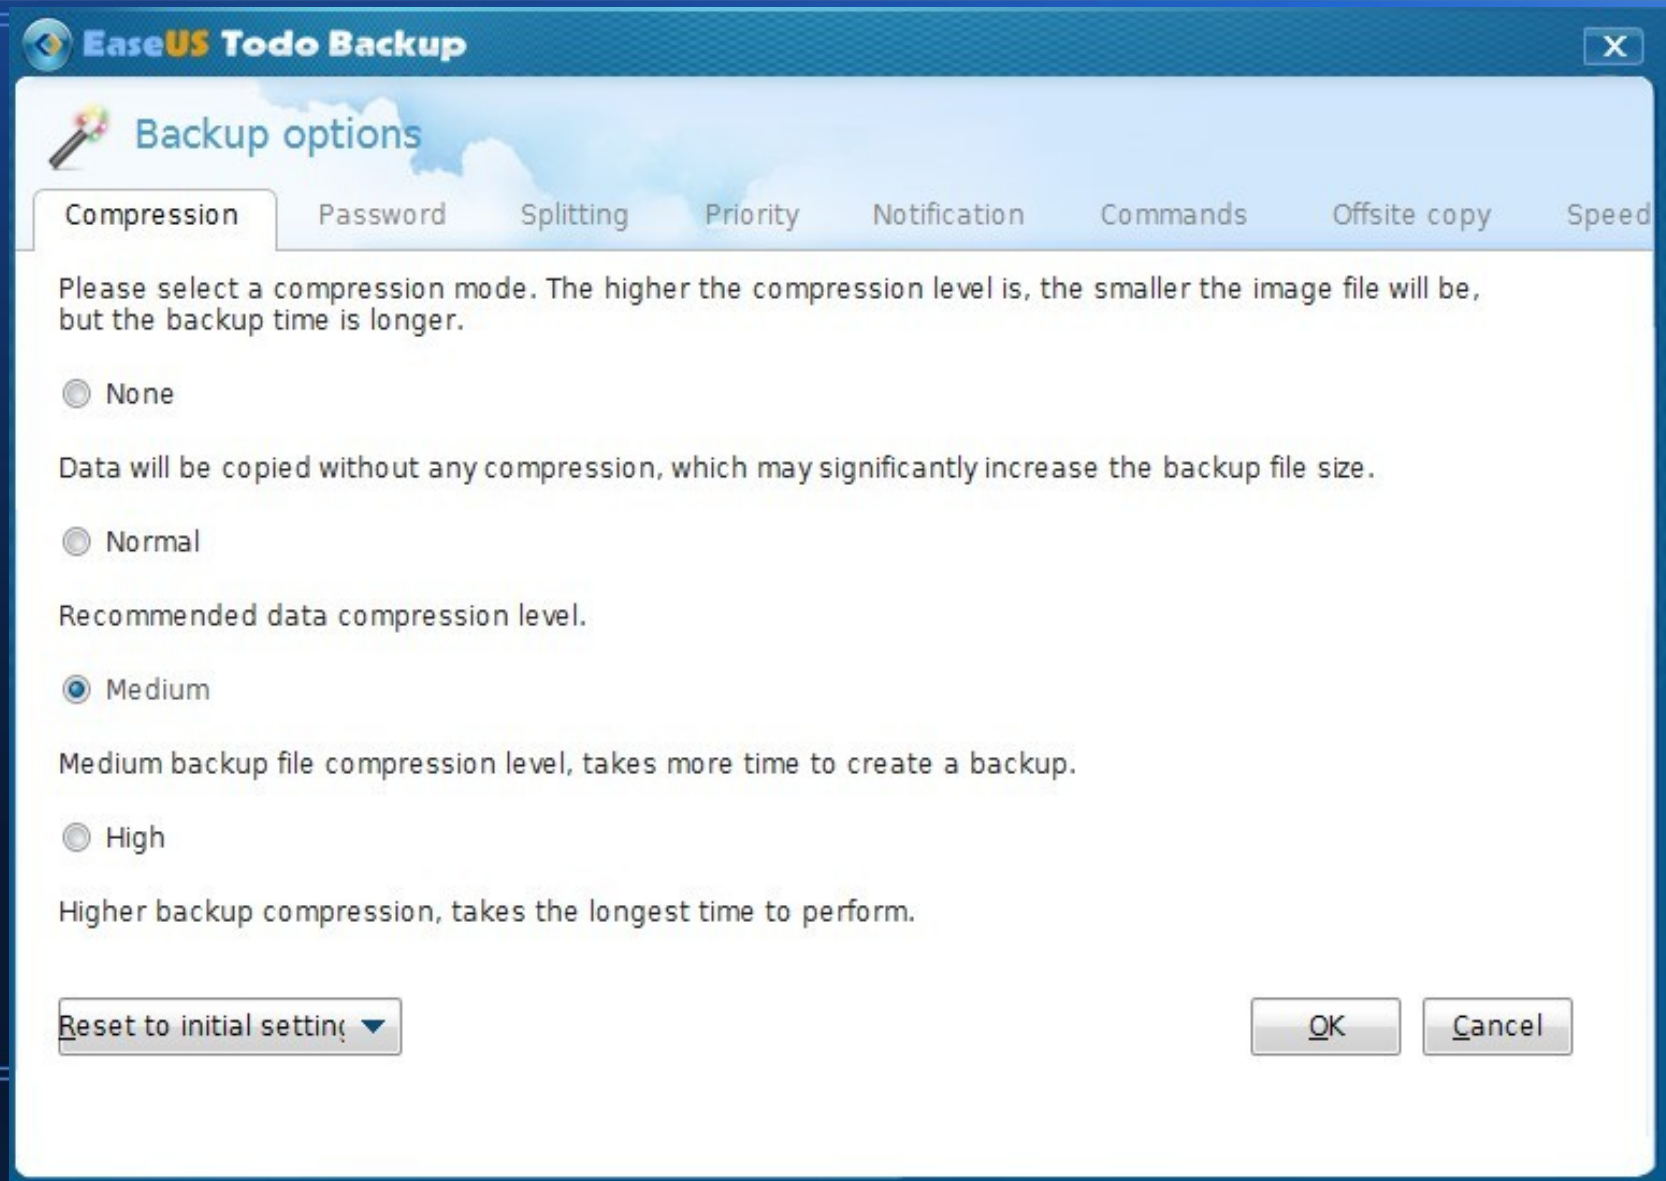 EaseUS Todo Backup
X
Backup options
Compression Password Splitting Priority Notification Commands Offsite copy Speed
Please select a compression mode. The higher the compression level is, the smaller the image file will be,
but the backup time is longer.
None
Data will be copied without any compression, which may significantly increase the backup file size.
Normal
Recommended data compression level.
Medium
Medium backup file compression level, takes more time to create a backup.
High
Higher backup compression, takes the longest time to perform.
Reset to initial setting
OK Cancel